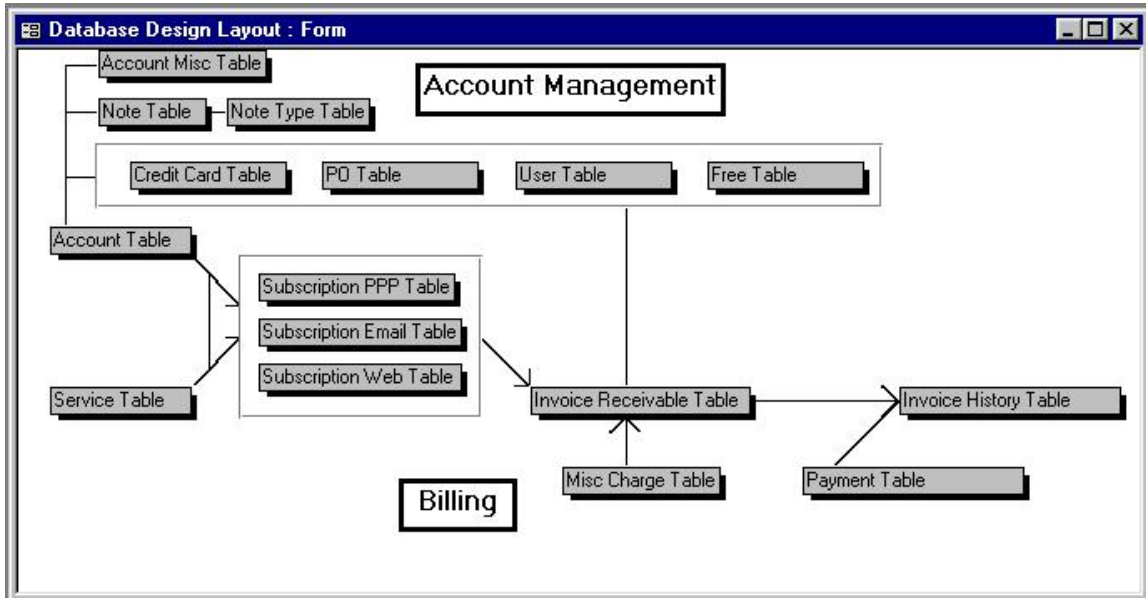 Database Design Layout : Form
Account Misc Table
Account Management
Note Table
Note Type Table
Credit Card Table
PO Table
User Table
Free Table
Account Table
Subscription PPP Table
Subscription Email Table
Subscription Web Table
Service Table
Invoice Receivable Table
Invoice History Table
Misc Charge Table
Payment Table
Billing